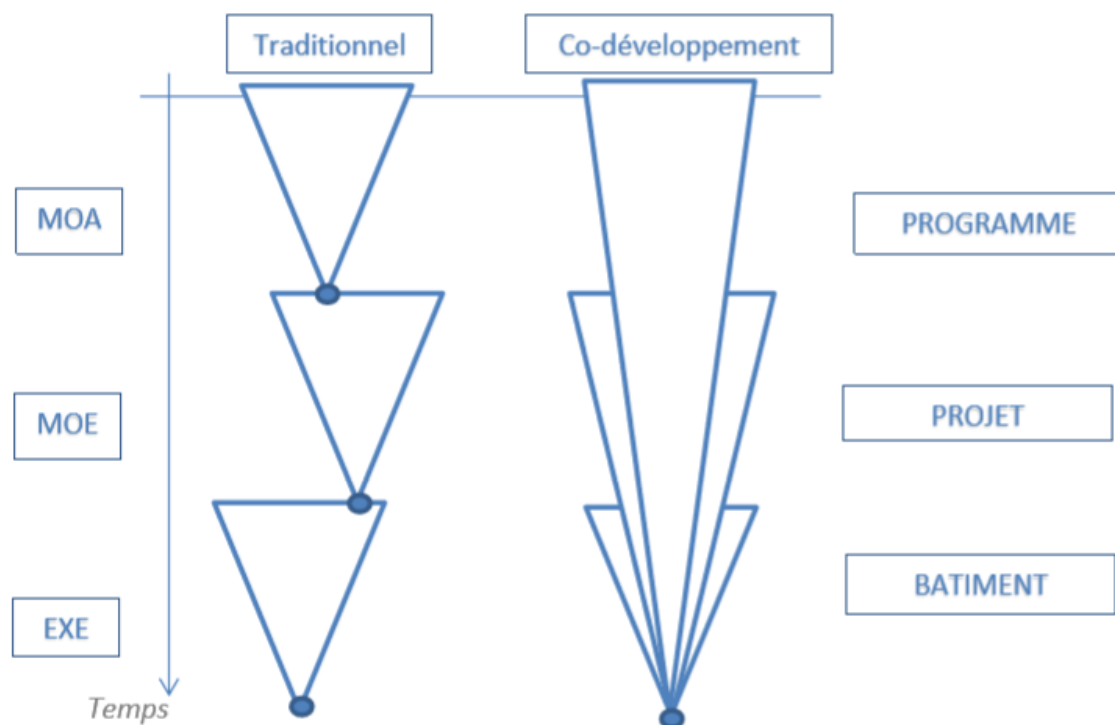 Traditionnel
Co-développement
MOA
PROGRAMME
MOE
PROJET
BATIMENT
EXE
Temps